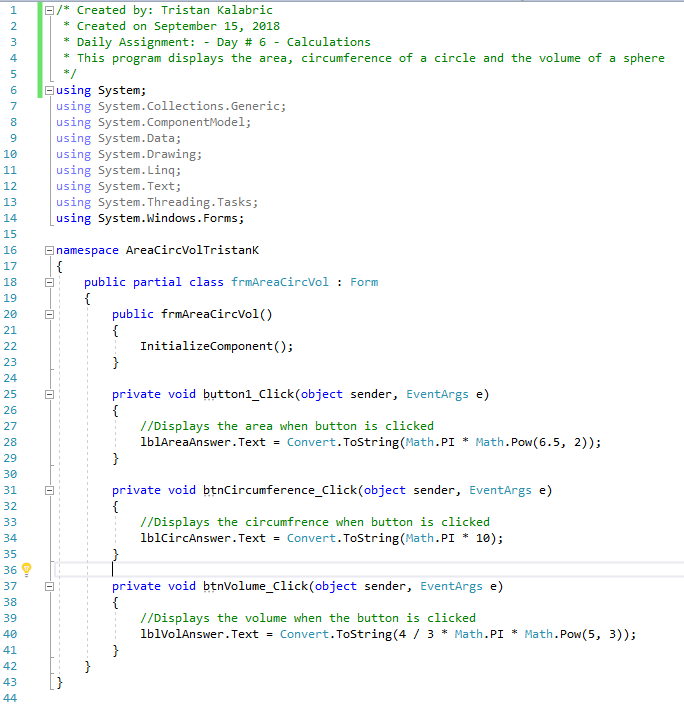 1 /* Created by: Tristan Kalabric
2  * Created on September 15, 2018
3  * Daily Assignment: - Day # 6 - Calculations
4  * This program displays the area, circumference of a circle and the volume of a sphere
5  */
6 using System;
7 using System.Collections.Generic;
8 using System.ComponentModel;
9 using System.Data;
10 using System.Drawing;
11 using System.Linq;
12 using System.Text;
13 using System.Threading.Tasks;
14 using System.Windows.Forms;
15
16 namespace AreaCircVolTristanK
17 {
18     public partial class frmAreaCircVol : Form
19     {
20         public frmAreaCircVol()
21         {
22             InitializeComponent();
23         }
24
25         private void button1_Click(object sender, EventArgs e)
26         {
27             //Displays the area when button is clicked
28             lblAreaAnswer.Text = Convert.ToString(Math.PI * Math.Pow(6.5, 2));
29         }
30
31         private void btnCircumference_Click(object sender, EventArgs e)
32         {
33             //Displays the circumfrence when button is clicked
34             lblCircAnswer.Text = Convert.ToString(Math.PI * 10);
35         }
36
37         private void btnVolume_Click(object sender, EventArgs e)
38         {
39             //Displays the volume when the button is clicked
40             lblVolAnswer.Text = Convert.ToString(4 / 3 * Math.PI * Math.Pow(5, 3));
41         }
42     }
43 }
44